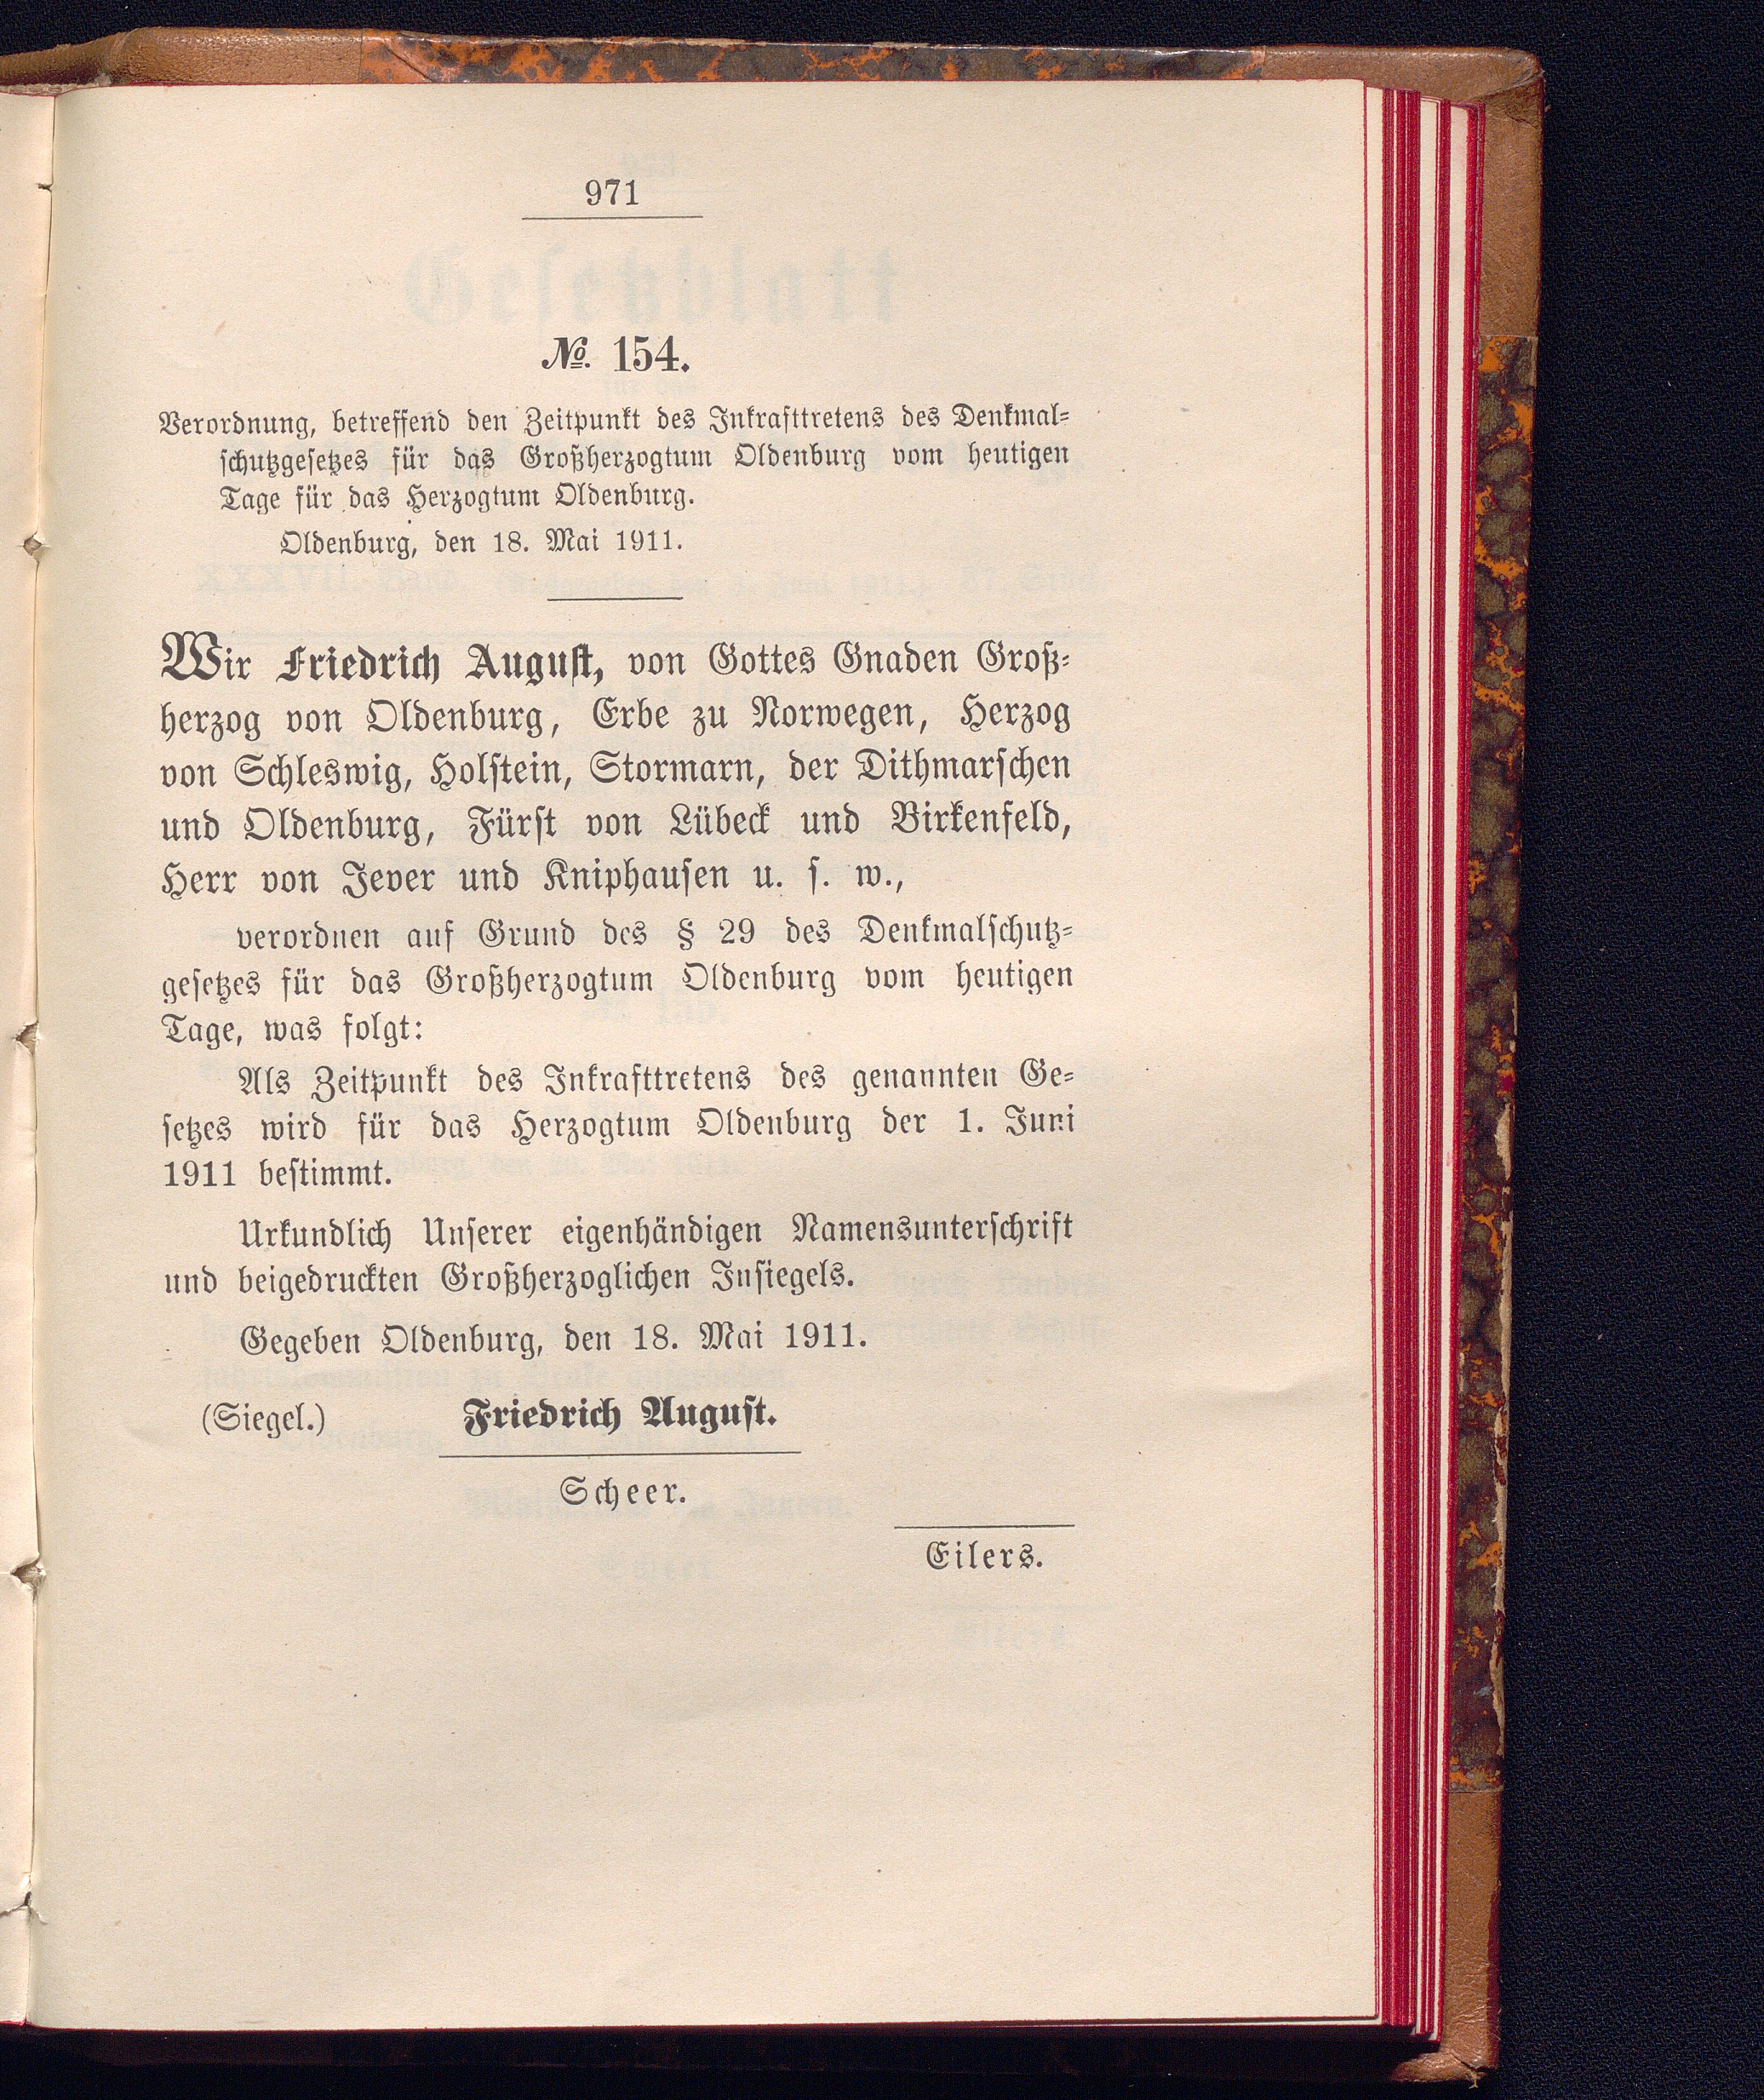 971
№. 154.
Verordnung, betreffend den Zeitpunkt des Inkrafttretens des Denkmal-
schutzgesetzes für das Großherzogtum Oldenburg vom heutigen
Tage für das Herzogtum Oldenburg.
Oldenburg, den 18. Mai 1911.
Wir Friedrich August, von Gottes Gnaden Groß-
herzog von Oldenburg, Erbe zu Norwegen, Herzog
von Schleswig, Holstein, Stormarn, der Dithmarschen
und Oldenburg, Fürst von Lübeck und Birkenfeld,
Herr von Jever und Kniphausen u. s. w.,
verordnen auf Grund des § 29 des Denkmalschutz-
gesetzes für das Großherzogtum Oldenburg vom heutigen
Tage, was folgt:
Als Zeitpunkt des Inkrafttretens des genannten Ge-
setzes wird für das Herzogtum Oldenburg der 1. Juni
1911 bestimmt.
Urkundlich Unserer eigenhändigen Namensunterschrift
und beigedruckten Großherzoglichen Insiegels.
Gegeben Oldenburg, den 18. Mai 1911.
(Siegel.) Friedrich August.
Scheer.
Eilers.